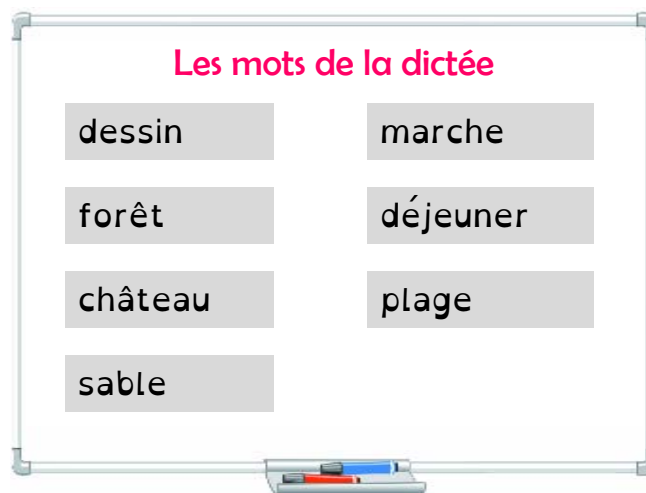 Les mots de la dictée
dessin
forêt
château
sable
marche
déjeuner
plage